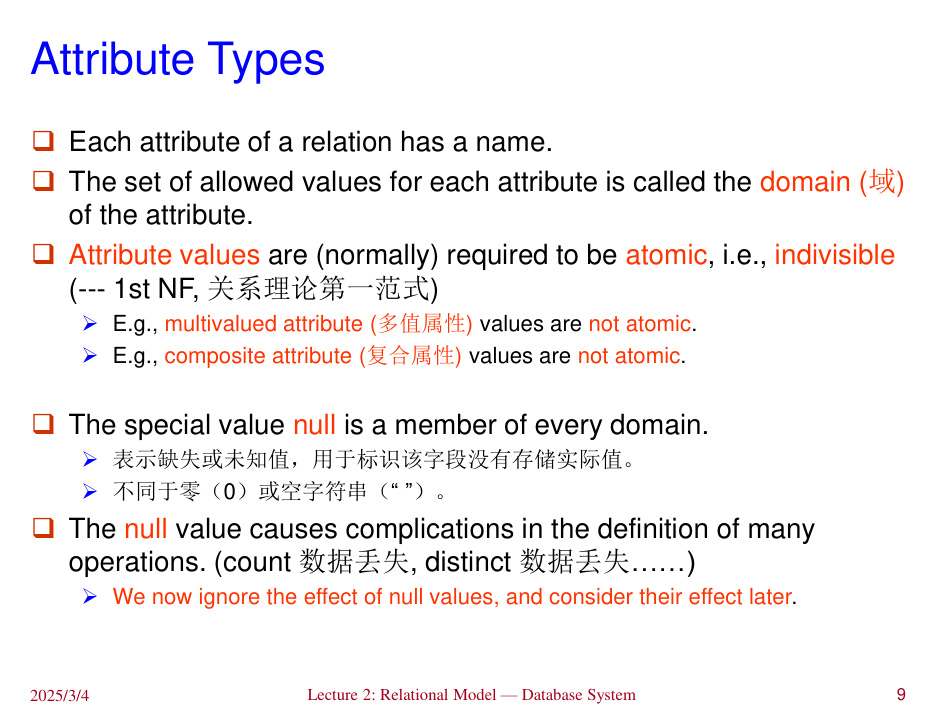 Attribute Types
Each attribute of a relation has a name.
The set of allowed values for each attribute is called the domain (域)
of the attribute.
Attribute values are (normally) required to be atomic, i.e., indivisible
(--- 1st NF, 关系理论第一范式)
E.g., multivalued attribute (多值属性) values are not atomic.
E.g., composite attribute (复合属性) values are not atomic.
The special value null is a member of every domain.
表示缺失或未知值，用于标识该字段没有存储实际值。
不同于零（0）或空字符串（“ ”）。
The null value causes complications in the definition of many
operations. (count 数据丢失, distinct 数据丢失……)
We now ignore the effect of null values, and consider their effect later.
2025/3/4
Lecture 2: Relational Model — Database System
9